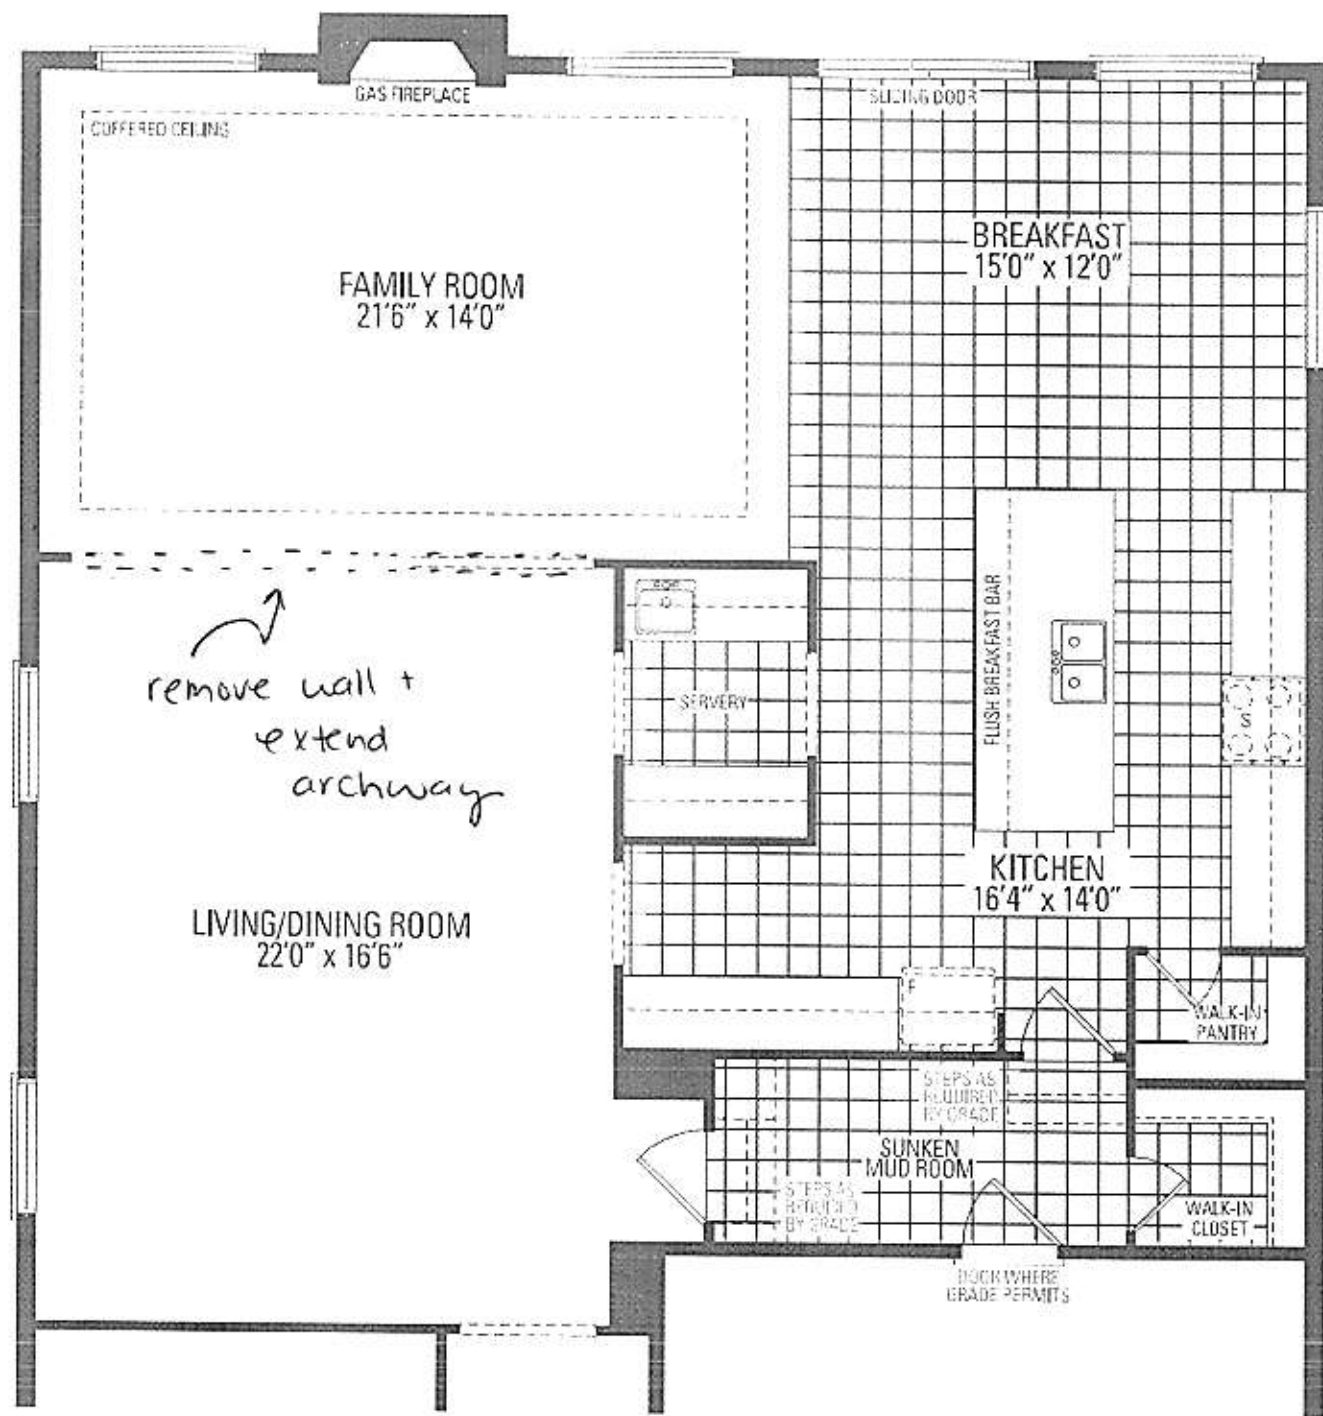 GAS FIREPLACE
SLIDING DOOR
COFFERED CEILING
BREAKFAST
15'0" x 12'0"
FAMILY ROOM
21'6" x 14'0"
remove wall +
extend
archway
FLUSH BREAKFAST BAR
SERVERY
S
KITCHEN
16'4" x 14'0"
LIVING/DINING ROOM
22'0" x 16'6"
F
WALK-IN
PANTRY
STEPS AS
REQUIRED
BY GRADE
SUNKEN
MUD ROOM
STEPS AS
REQUIRED
BY GRADE
WALK-IN
CLOSET
DOOR WHERE
GRADE PERMITS